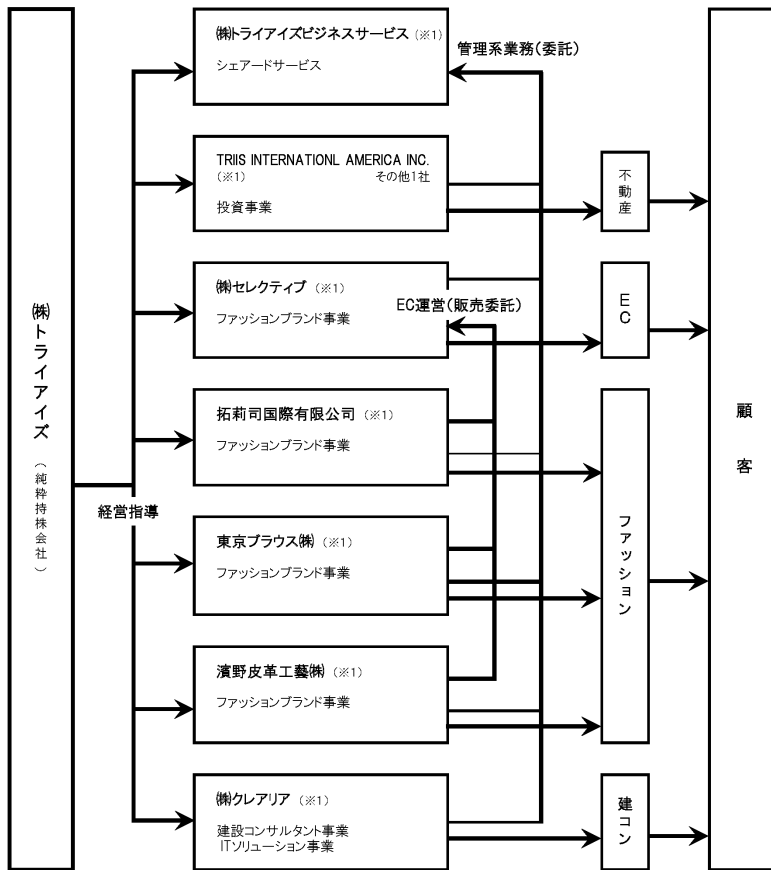 ㈱トライアイズ
(純粋持株会社)
経営指導
㈱トライアイズビジネスサービス (※1)
シェアードサービス
管理系業務(委託)
TRIIS INTERNATIONL AMERICA INC.
(※1) その他1社
投資事業
㈱セレクティブ (※1)
ファッションブランド事業
EC運営(販売委託)
拓莉司国際有限公司 (※1)
ファッションブランド事業
東京ブラウス㈱ (※1)
ファッションブランド事業
濱野皮革工藝㈱ (※1)
ファッションブランド事業
㈱クレアリア (※1)
建設コンサルタント事業
ITソリューション事業
不動産
EC
ファッション
建コン
顧客